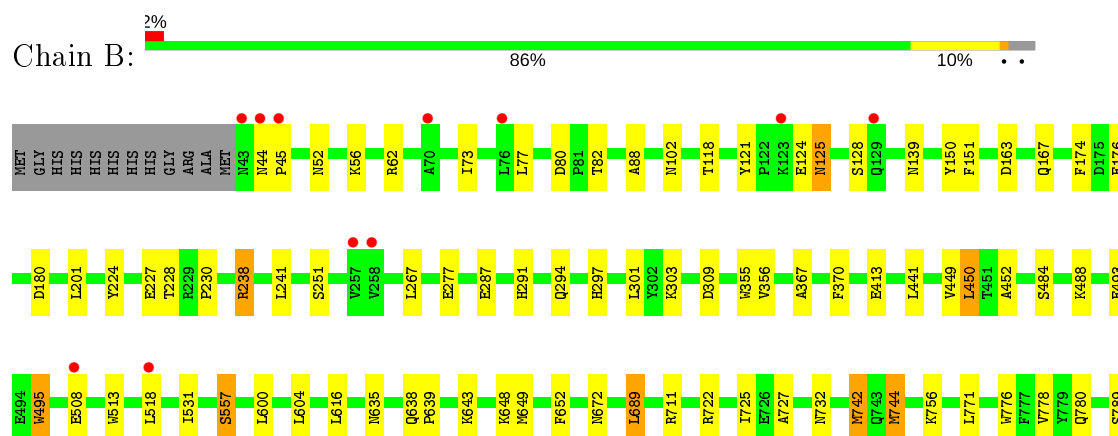 2%
Chain B:
86% 10% • •
MET GLY HIS HIS HIS HIS HIS HIS GLY ARG ALA MET N43 N44 P45 N52 K56 R62 A70 I73 L76 L77 D80 P81 T82 A88 N102 T118 Y121 P122 K123 E124 N125 S128 Q129 N139 Y150 F151 D163 Q167 F174 D175
D180 L201 Y224 E227 T228 R229 P230 R238 L241 S251 V257 V258 L267 E277 E287 H291 Q294 H297 L301 Y302 K303 D309 W355 V356 A367 F370 E413 L441 V449 L450 T451 A452 S484 K488
E494 W495 E508 W513 L518 I531 S557 L600 L604 L616 N635 Q638 P639 K643 K648 M649 F652 N672 L689 R711 R722 I725 E726 A727 N732 M742 Q743 M744 K756 L771 W776 F777 V778 Y779 Q780